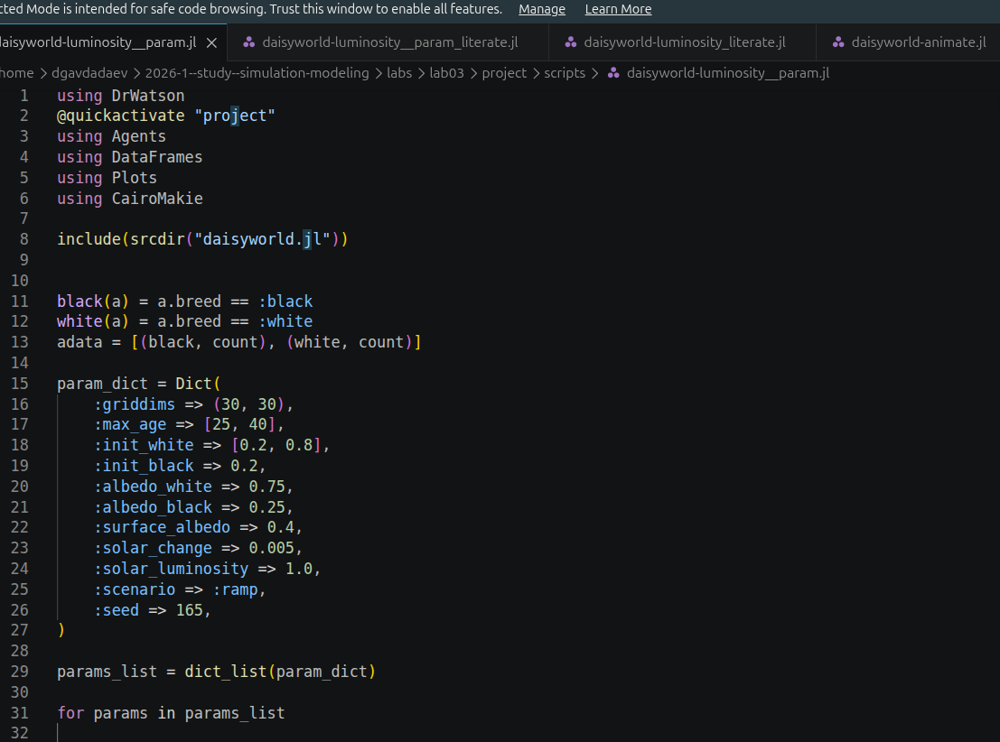 cted Mode is intended for safe code browsing. Trust this window to enable all features. Manage Learn More
daisyworld-luminosity__param.jl daisyworld-luminosity__param_literate.jl daisyworld-luminosity_literate.jl daisyworld-animate.jl
home > dgavdadaev > 2026-1--study--simulation-modeling > labs > lab03 > project > scripts > daisyworld-luminosity__param.jl
1 using DrWatson
2 @quickactivate "project"
3 using Agents
4 using DataFrames
5 using Plots
6 using CairoMakie
7
8 include(srcdir("daisyworld.jl"))
9
10
11 black(a) = a.breed == :black
12 white(a) = a.breed == :white
13 adata = [(black, count), (white, count)]
14
15 param_dict = Dict(
16     :griddims => (30, 30),
17     :max_age => [25, 40],
18     :init_white => [0.2, 0.8],
19     :init_black => 0.2,
20     :albedo_white => 0.75,
21     :albedo_black => 0.25,
22     :surface_albedo => 0.4,
23     :solar_change => 0.005,
24     :solar_luminosity => 1.0,
25     :scenario => :ramp,
26     :seed => 165,
27 )
28
29 params_list = dict_list(param_dict)
30
31 for params in params_list
32